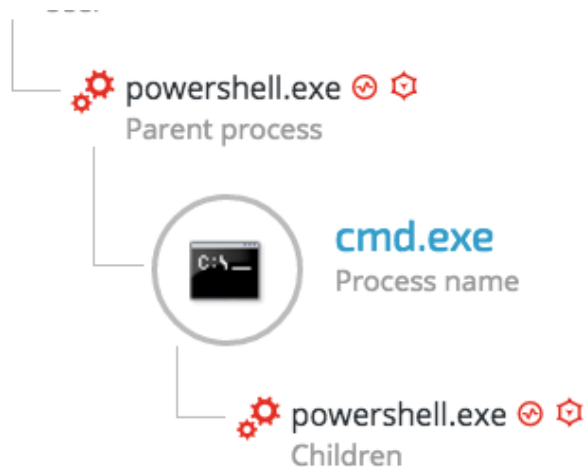 powershell.exe
Parent process
C:\_
cmd.exe
Process name
powershell.exe
Children